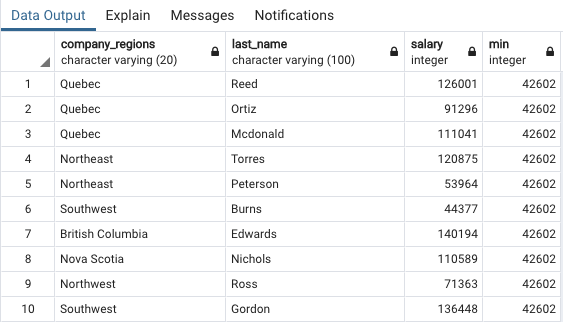 Data Output Explain Messages Notifications
company_regions last_name salary min
character varying (20) character varying (100) integer integer
1 Quebec Reed 126001 42602
2 Quebec Ortiz 91296 42602
3 Quebec Mcdonald 111041 42602
4 Northeast Torres 120875 42602
5 Northeast Peterson 53964 42602
6 Southwest Burns 44377 42602
7 British Columbia Edwards 140194 42602
8 Nova Scotia Nichols 110589 42602
9 Northwest Ross 71363 42602
10 Southwest Gordon 136448 42602